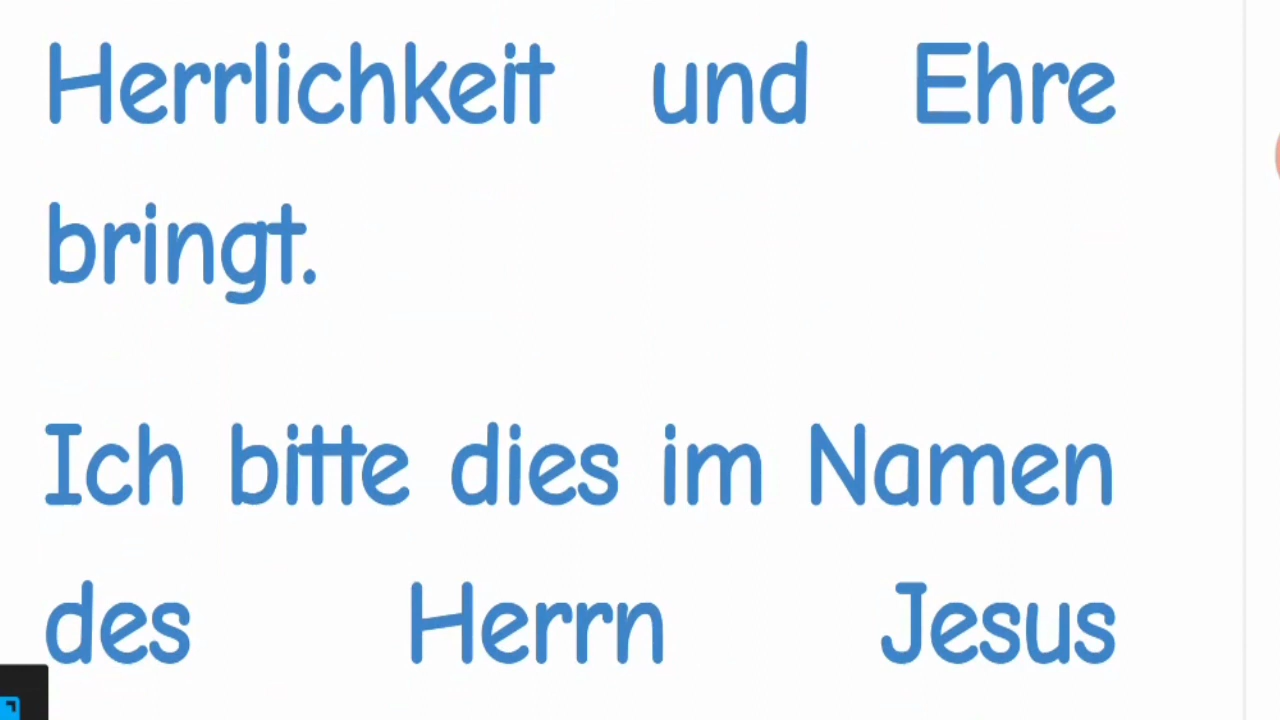 Herrlichkeit und Ehre
bringt.
Ich bitte dies im Namen
des Herrn Jesus